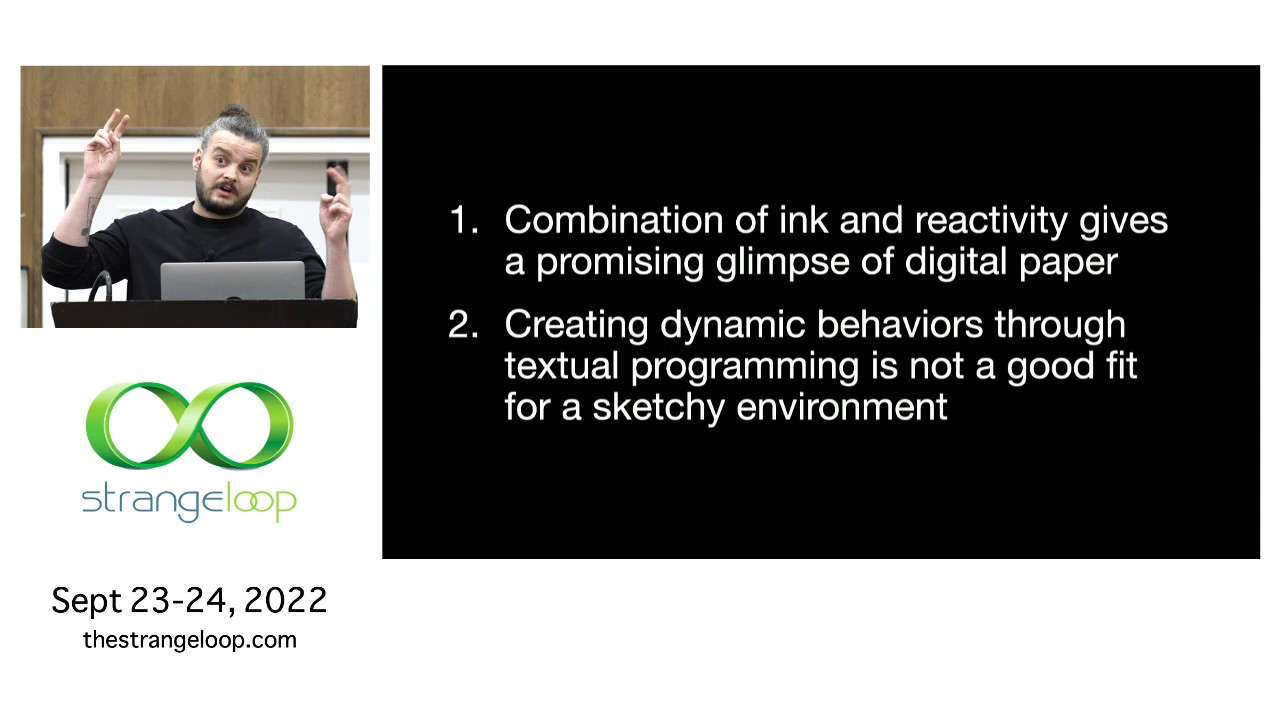 1. Combination of ink and reactivity gives
a promising glimpse of digital paper
2. Creating dynamic behaviors through
textual programming is not a good fit
for a sketchy environment
strangeloop
Sept 23-24, 2022
thestrangeloop.com